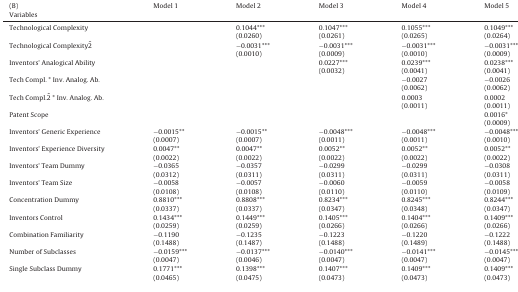 (B) Model 1 Model 2 Model 3 Model 4 Model 5
Variables
Technological Complexity 0.1044*** 0.1047*** 0.1055*** 0.1049***
(0.0260) (0.0261) (0.0265) (0.0264)
Technological Complexity2̂ −0.0031*** −0.0031*** −0.0031*** −0.0031***
(0.0010) (0.0009) (0.0010) (0.0009)
Inventors' Analogical Ability 0.0227*** 0.0239*** 0.0238***
(0.0032) (0.0041) (0.0041)
Tech Compl. * Inv. Analog. Ab. −0.0027 −0.0026
(0.0062) (0.0062)
Tech Compl.2̂ * Inv. Analog. Ab. 0.0003 0.0002
(0.0011) (0.0011)
Patent Scope 0.0016*
(0.0009)
Inventors' Generic Experience −0.0015** −0.0015** −0.0048*** −0.0048*** −0.0048***
(0.0007) (0.0007) (0.0011) (0.0011) (0.0010)
Inventors' Experience Diversity 0.0047** 0.0047** 0.0052** 0.0052** 0.0052**
(0.0022) (0.0022) (0.0022) (0.0022) (0.0022)
Inventors' Team Dummy −0.0365 −0.0357 −0.0299 −0.0299 −0.0308
(0.0312) (0.0311) (0.0311) (0.0311) (0.0311)
Inventors' Team Size −0.0058 −0.0057 −0.0060 −0.0059 −0.0058
(0.0108) (0.0108) (0.0110) (0.0110) (0.0109)
Concentration Dummy 0.8810*** 0.8808*** 0.8234*** 0.8245*** 0.8244***
(0.0337) (0.0337) (0.0347) (0.0348) (0.0347)
Inventors Control 0.1434*** 0.1449*** 0.1405*** 0.1404*** 0.1409***
(0.0259) (0.0259) (0.0266) (0.0266) (0.0266)
Combination Familiarity −0.1190 −0.1235 −0.1223 −0.1220 −0.1222
(0.1488) (0.1487) (0.1488) (0.1489) (0.1488)
Number of Subclasses −0.0159*** −0.0137*** −0.0140*** −0.0141*** −0.0145***
(0.0047) (0.0046) (0.0047) (0.0047) (0.0047)
Single Subclass Dummy 0.1771*** 0.1398*** 0.1407*** 0.1409*** 0.1409***
(0.0465) (0.0475) (0.0473) (0.0473) (0.0473)